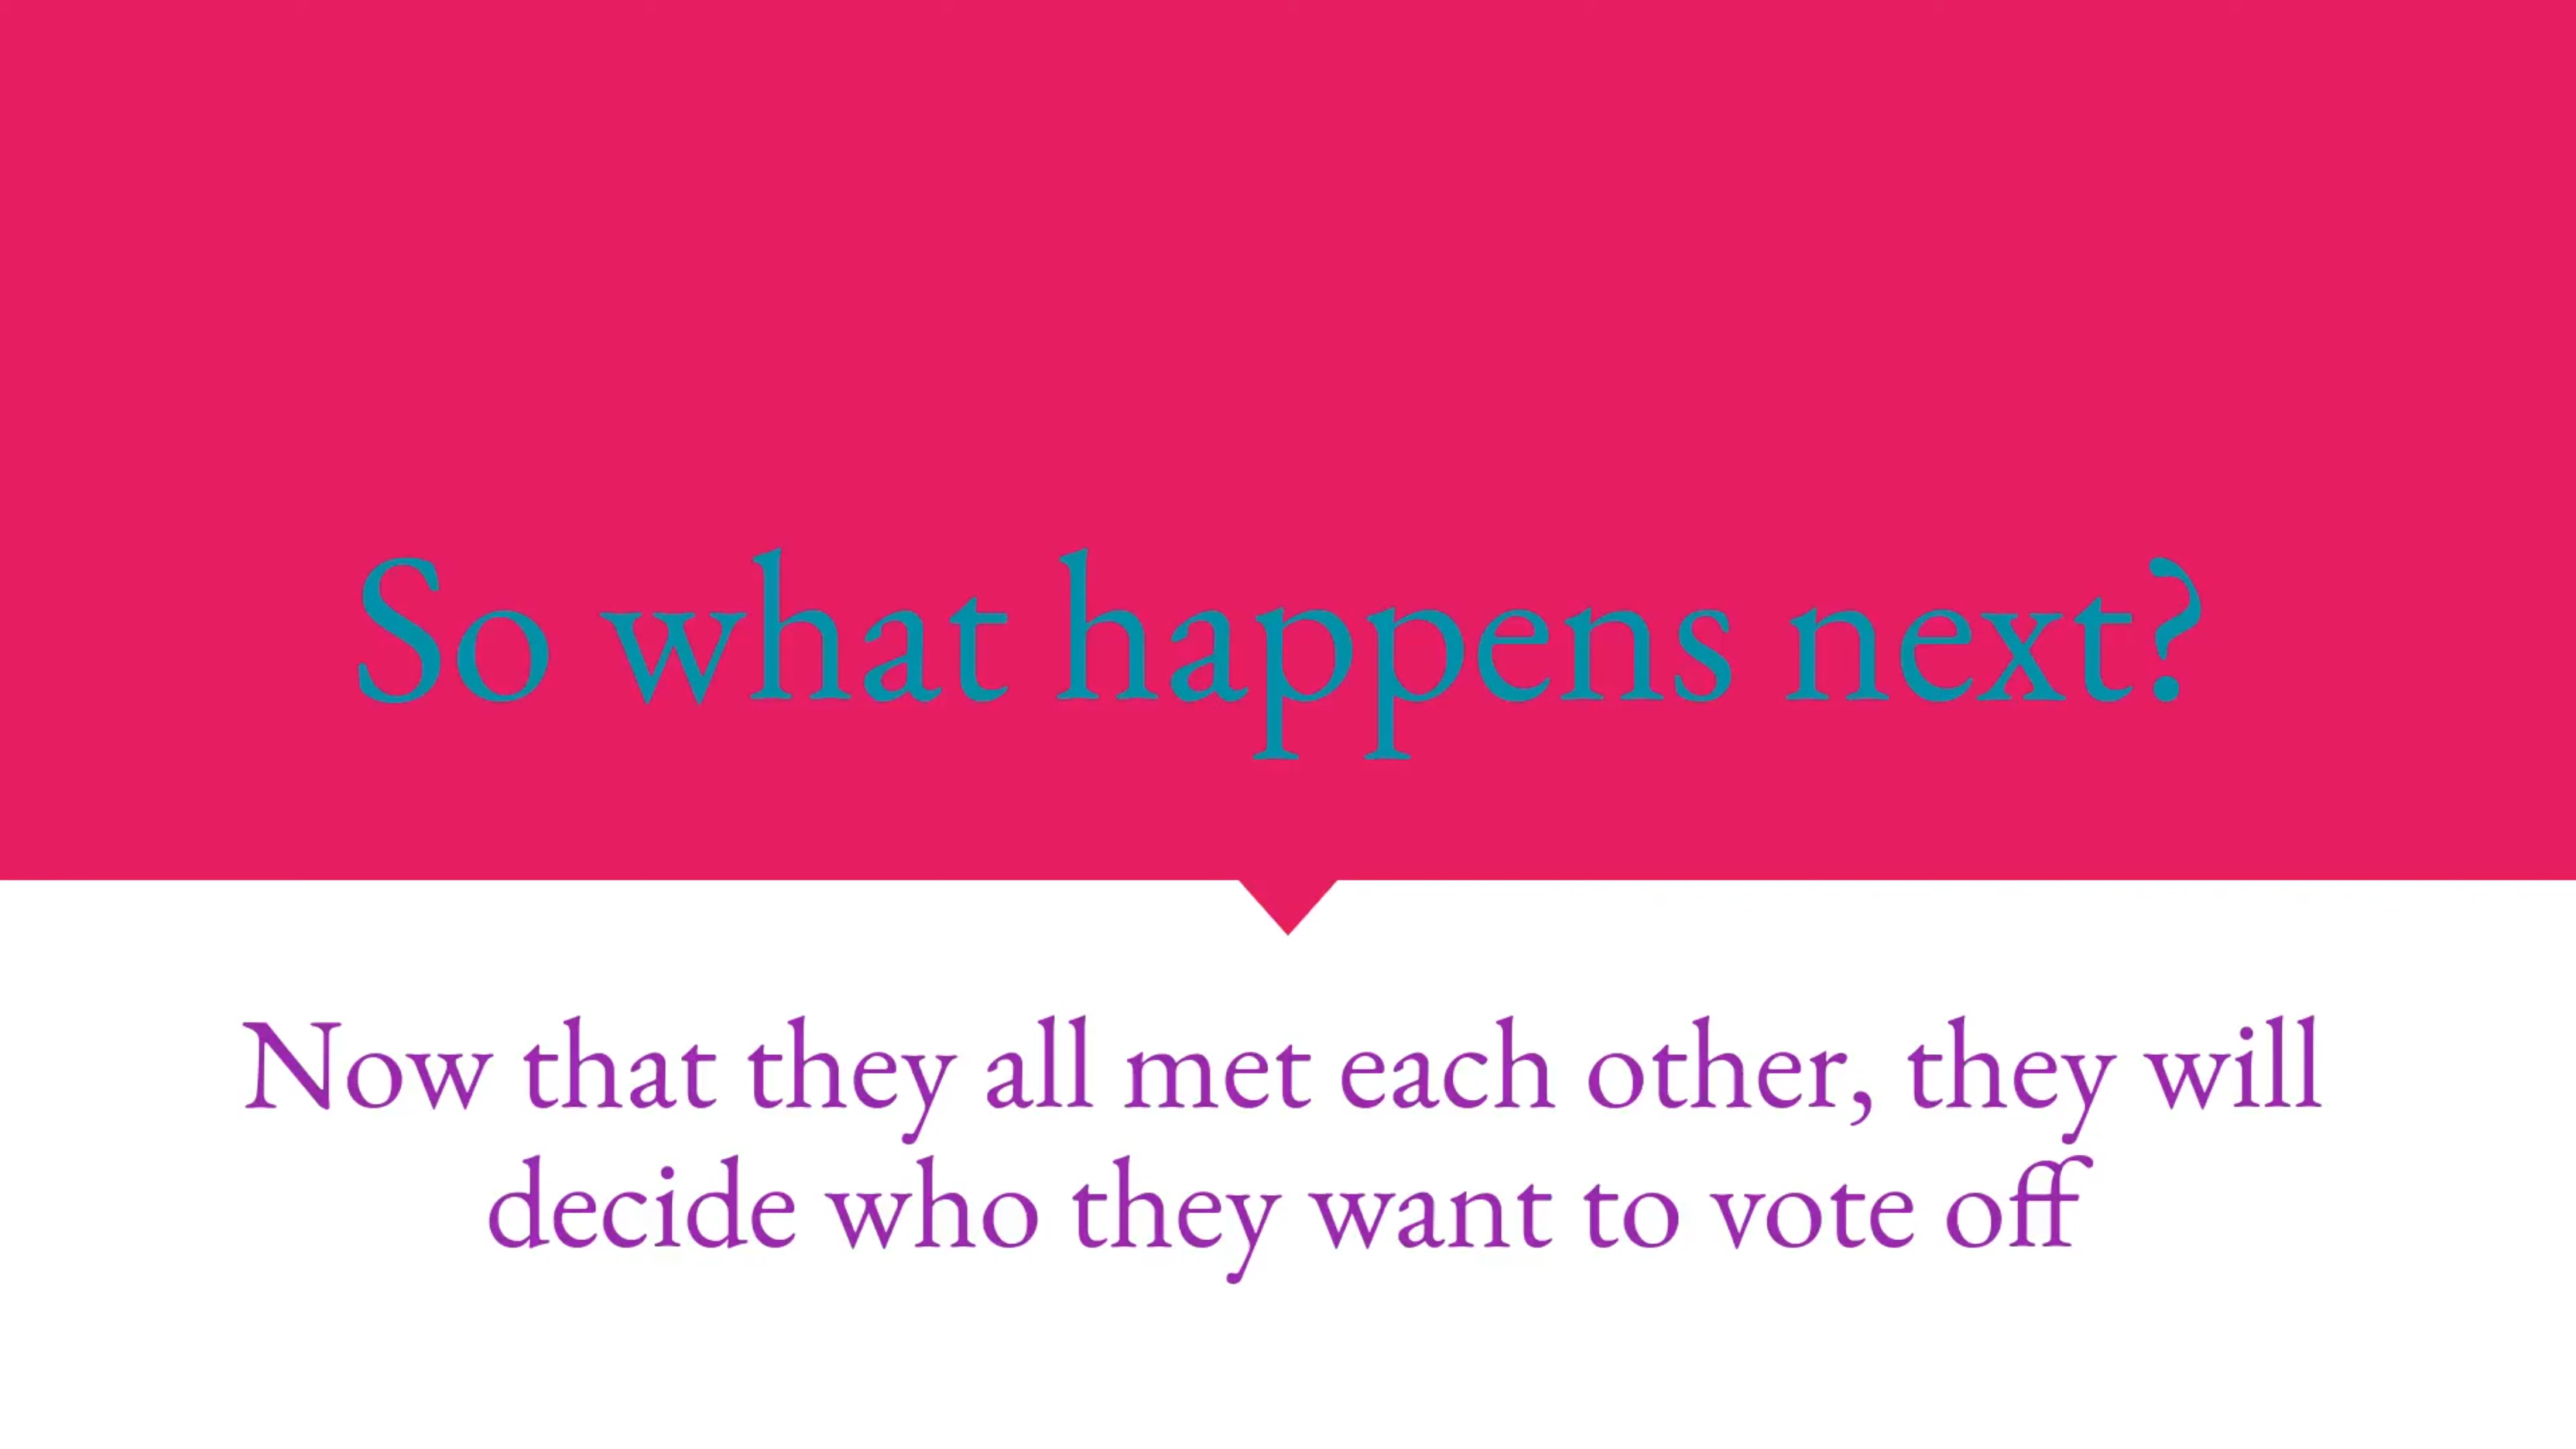 So what happens next?
Now that they all met each other, they will
decide who they want to vote off